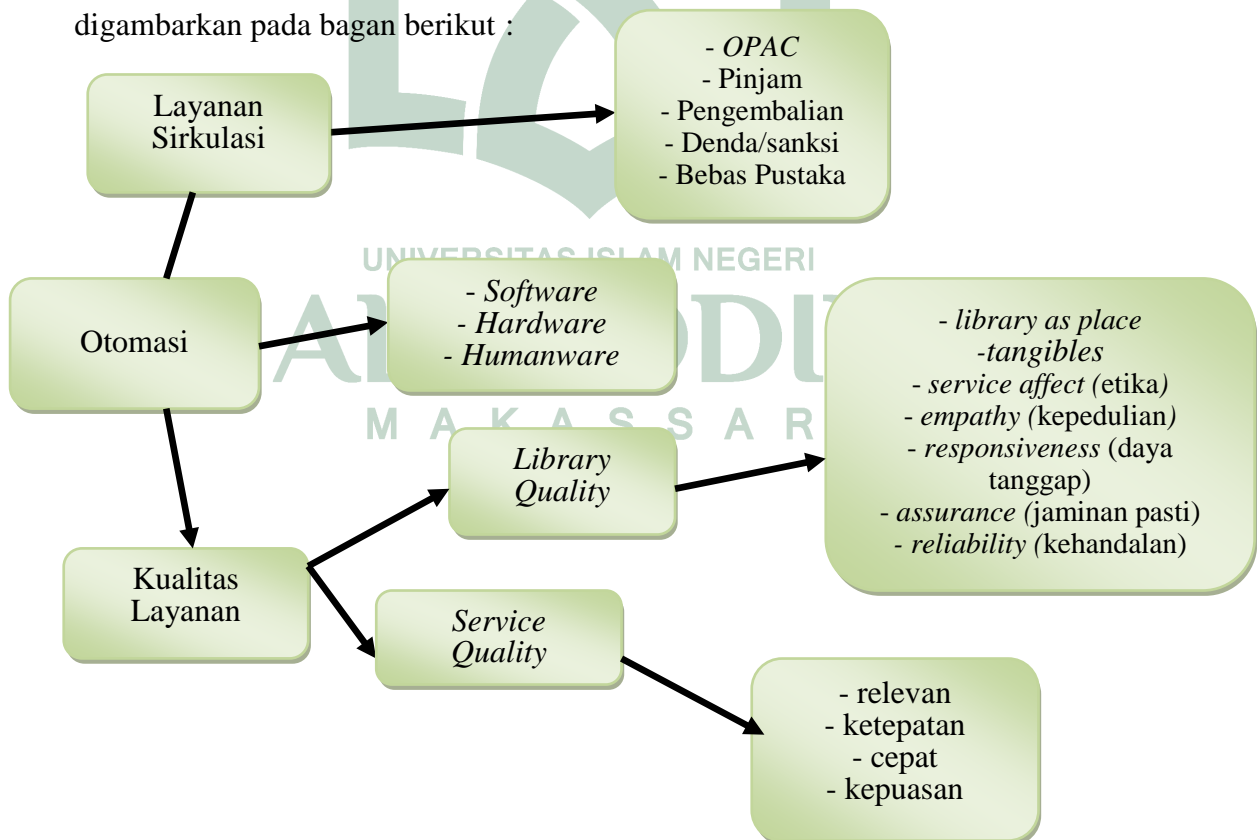 digambarkan pada bagan berikut :
- OPAC
- Pinjam
- Pengembalian
- Denda/sanksi
- Bebas Pustaka
Layanan
Sirkulasi
UNIVERSITAS ISLAM NEGERI
- Software
- Hardware
- Humanware
Otomasi
- library as place
-tangibles
- service affect (etika)
- empathy (kepedulian)
- responsiveness (daya
tanggap)
- assurance (jaminan pasti)
- reliability (kehandalan)
MAKASSAR
Library
Quality
Kualitas
Layanan
Service
Quality
- relevan
- ketepatan
- cepat
- kepuasan